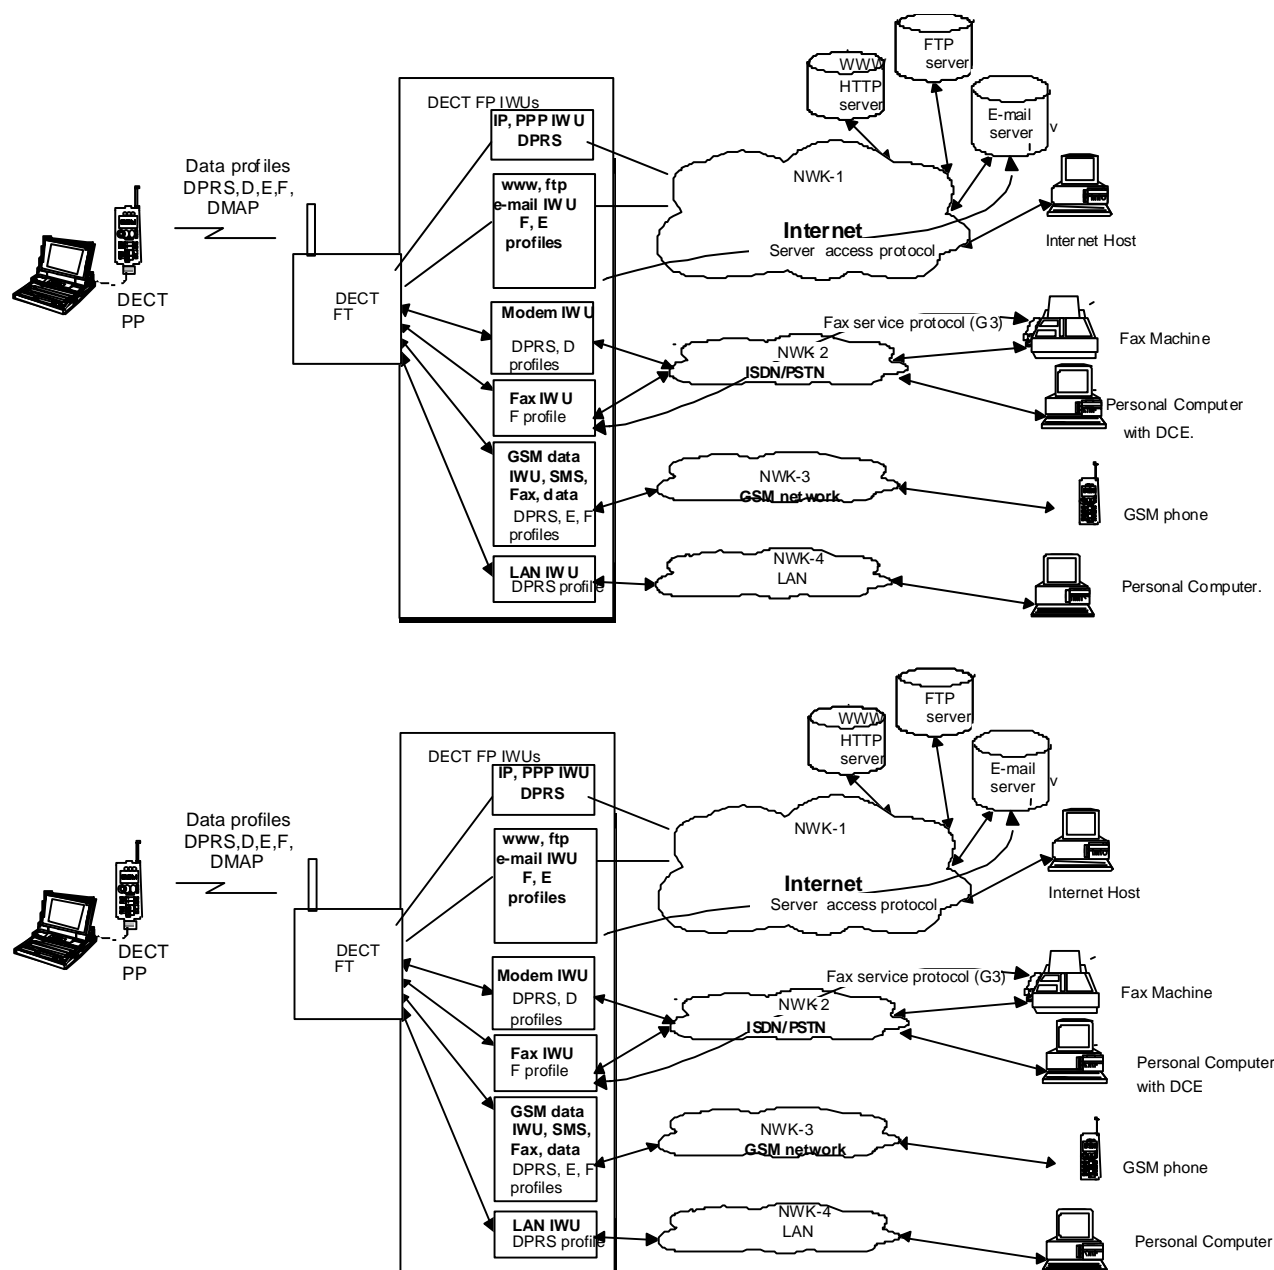 FTP
server
WWW
HTTP
server
E-mail
server
v
DECT FP IWUs
IP, PPP IWU
DPRS
Data profiles
DPRS,D,E,F,
DMAP
www, ftp
e-mail IWU
F, E
profiles
NWK-1
Internet
Server access protocol
Internet Host
DECT
PP
DECT
FT
Modem IWU
DPRS, D
profiles
Fax service protocol (G3)
NWK-2
ISDN/PSTN
Fax Machine
Fax IWU
F profile
Personal Computer
with DCE.
GSM data
IWU, SMS,
Fax, data
DPRS, E, F
profiles
NWK-3
GSM network
GSM phone
LAN IWU
DPRS profile
NWK-4
LAN
Personal Computer.
FTP
server
WWW
HTTP
server
E-mail
server
v
DECT FP IWUs
IP, PPP IWU
DPRS
Data profiles
DPRS,D,E,F,
DMAP
www, ftp
e-mail IWU
F, E
profiles
NWK-1
Internet
Server access protocol
Internet Host
DECT
PP
DECT
FT
Modem IWU
DPRS, D
profiles
Fax service protocol (G3)
NWK-2
ISDN/PSTN
Fax Machine
Fax IWU
F profile
Personal Computer
with DCE
GSM data
IWU, SMS,
Fax, data
DPRS, E, F
profiles
NWK-3
GSM network
GSM phone
LAN IWU
DPRS profile
NWK-4
LAN
Personal Computer